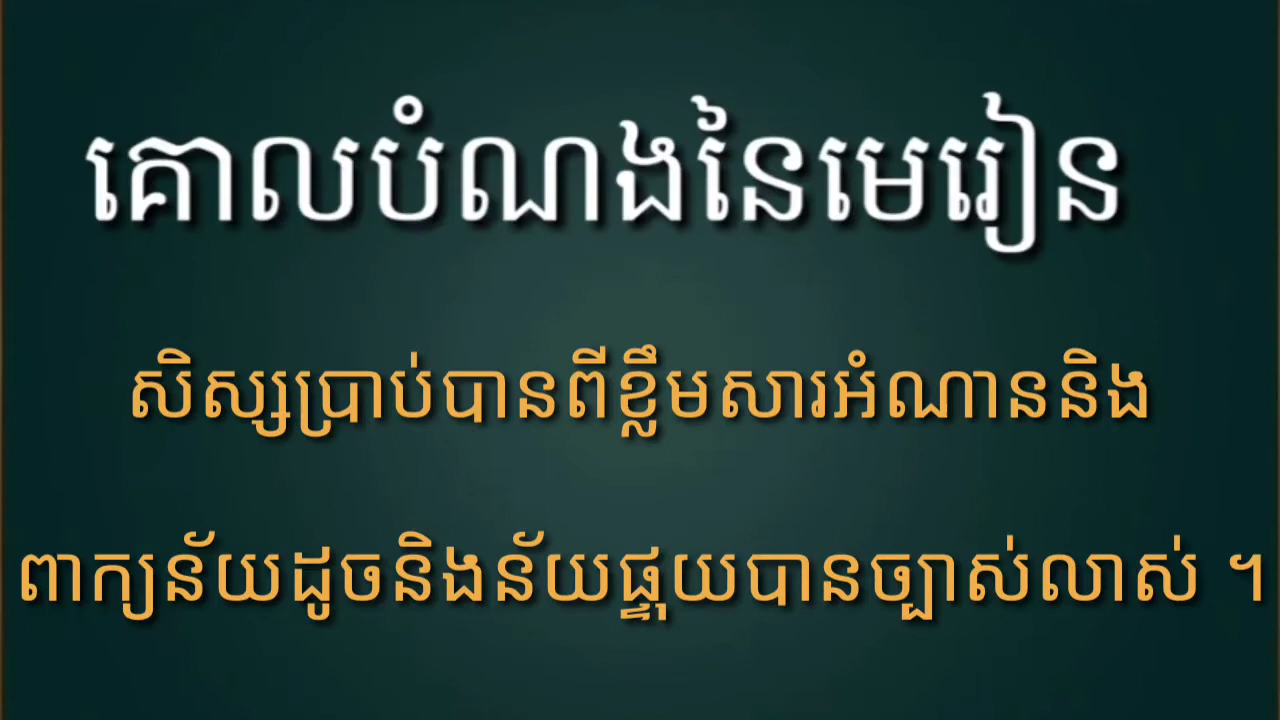 គោលបំណងនៃមេរៀន
សិស្សប្រាប់បានពីខ្លឹមសារអំណាននិង
ពាក្យន័យដូចនិងន័យផ្ទុយបានច្បាស់លាស់ ។